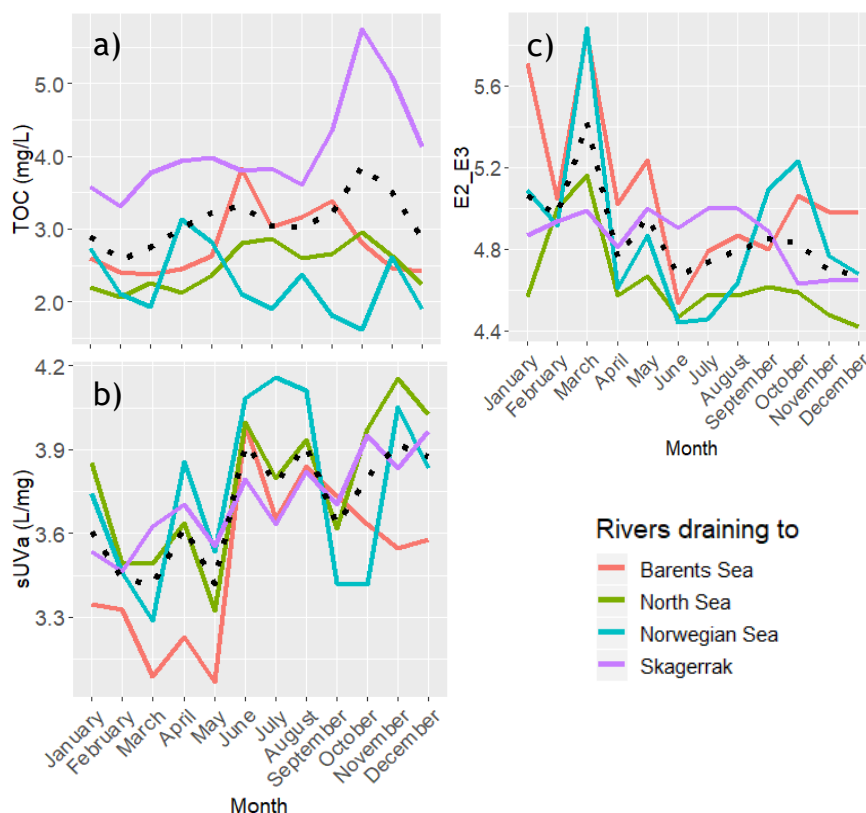 a)
TOC (mg/L)
5.0
4.0
3.0
2.0
b)
sUVa (L/mg)
4.2
3.9
3.6
3.3
January
February
March
April
May
June
July
August
September
October
November
December
Month
c)
E2_E3
5.6
5.2
4.8
4.4
January
February
March
April
May
June
July
August
September
October
November
December
Month
Rivers draining to
Barents Sea
North Sea
Norwegian Sea
Skagerrak